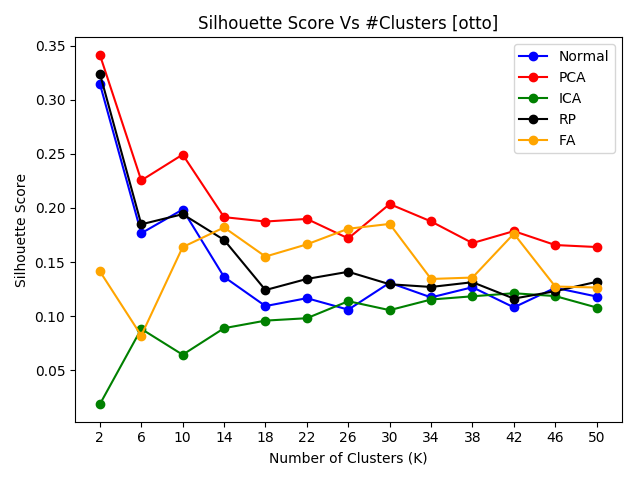 Silhouette Score Vs #Clusters [otto]
Normal
PCA
ICA
RP
FA
Silhouette Score
0.35
0.30
0.25
0.20
0.15
0.10
0.05
2 6 10 14 18 22 26 30 34 38 42 46 50
Number of Clusters (K)